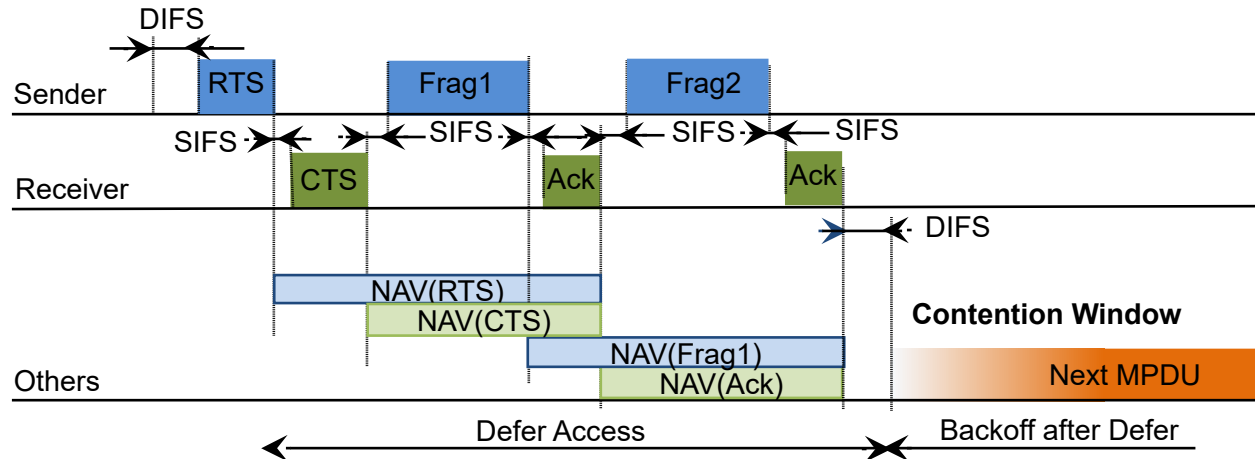 DIFS
RTS
Frag1
Frag2
Sender
SIFS
SIFS
SIFS
SIFS
CTS
Ack
Ack
Receiver
DIFS
NAV(RTS)
NAV(CTS)
Contention Window
NAV(Frag1)
Next MPDU
NAV(Ack)
Others
Defer Access
Backoff after Defer